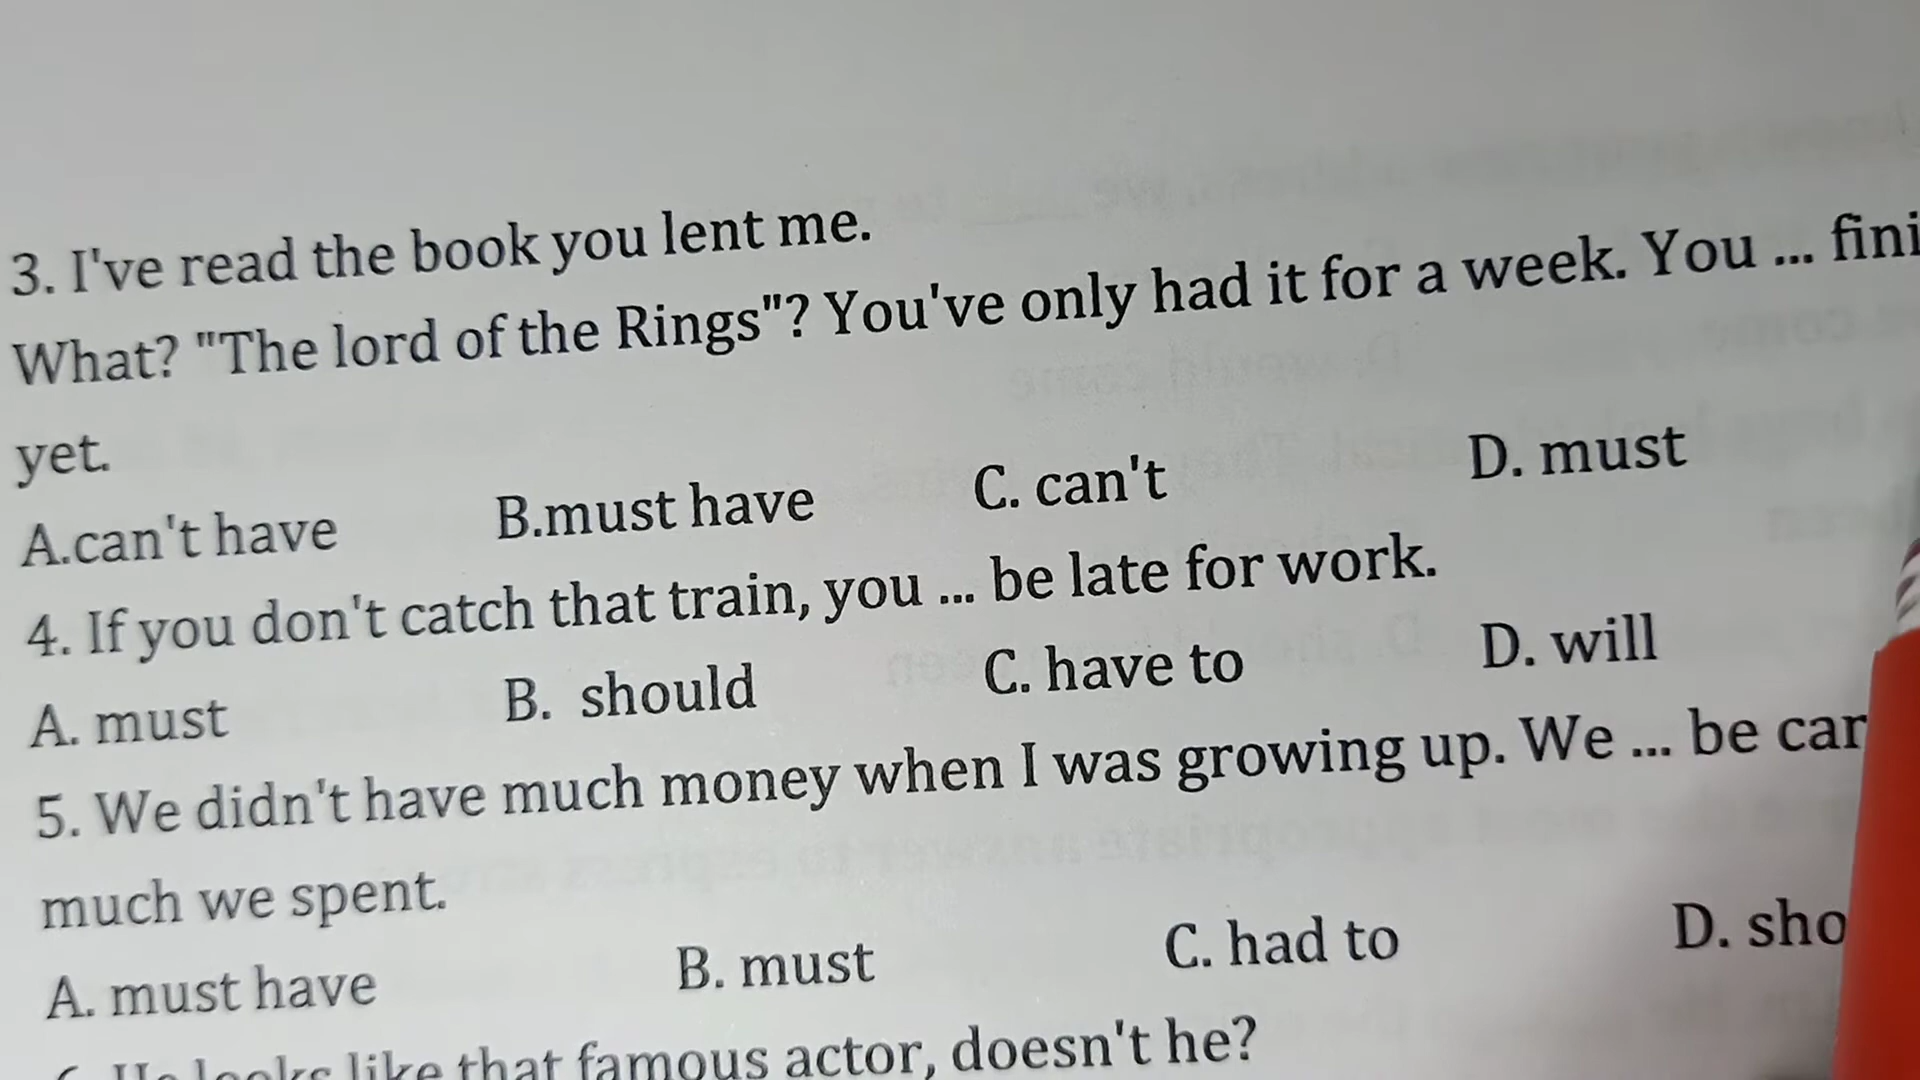 3. I've read the book you lent me.
What? "The lord of the Rings"? You've only had it for a week. You ... fini
yet.
A.can't have B.must have C. can't D. must
4. If you don't catch that train, you ... be late for work.
A. must B. should C. have to D. will
5. We didn't have much money when I was growing up. We ... be car
much we spent.
A. must have B. must C. had to D. sho
looks like that famous actor, doesn't he?